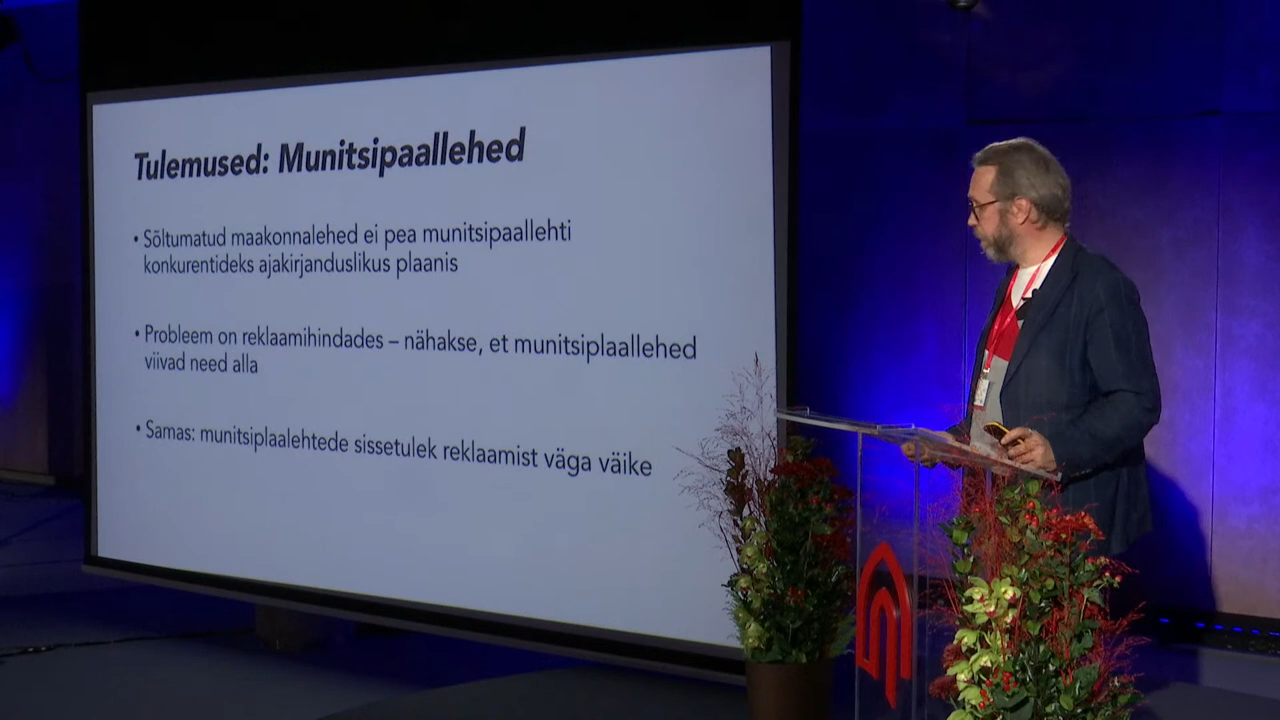 Tulemused: Munitsipaallehed
• Sõltumatud maakonnalehed ei pea munitsipaallehti
konkurentideks ajakirjanduslikus plaanis
• Probleem on reklaamihindades – nähakse, et munitsiplaallehed
viivad need alla
• Samas: munitsiplaalehtede sissetulek reklaamist väga väike